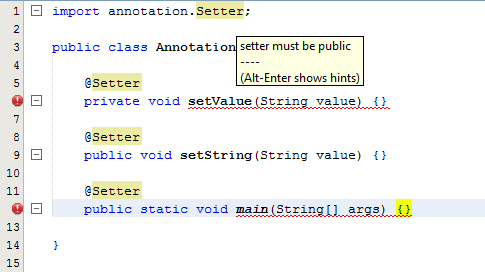 1 import annotation.Setter;
2
3 public class Annotation
setter must be public
----
(Alt-Enter shows hints)
4
5 @Setter
private void setValue(String value) {}
7
8 @Setter
9 public void setString(String value) {}
10
11 @Setter
public static void main(String[] args) {}
13
14 }
15